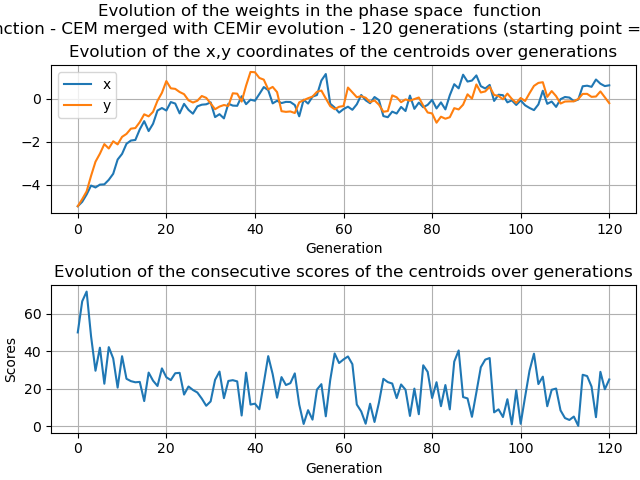 Evolution of the weights in the phase space  function
nction - CEM merged with CEMir evolution - 120 generations (starting point =
Evolution of the x,y coordinates of the centroids over generations
x
y
0
−2
−4
0 20 40 60 80 100 120
Generation
Evolution of the consecutive scores of the centroids over generations
Scores
60
40
20
0
0 20 40 60 80 100 120
Generation